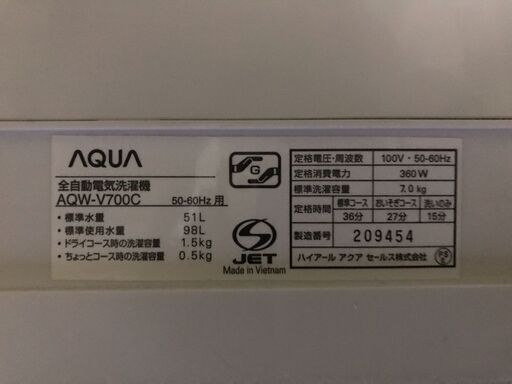 AQUA
全自動電気洗濯機
AQW-V700C 50-60Hz 用
・標準水量 51L
・標準使用水量 98L
・ドライコース時の洗濯容量 1.5kg
・ちょっとコース時の洗濯容量 0.5kg
G
S
JET
Made in Vietnam
定格電圧・周波数 100V・50-60Hz
定格消費電力 360W
標準洗濯容量 7.0kg
定格時間 標準コース おいそぎコース 洗いのみ
36分 27分 15分
製造番号 209454
ハイアール アクア セールス株式会社
PS
E